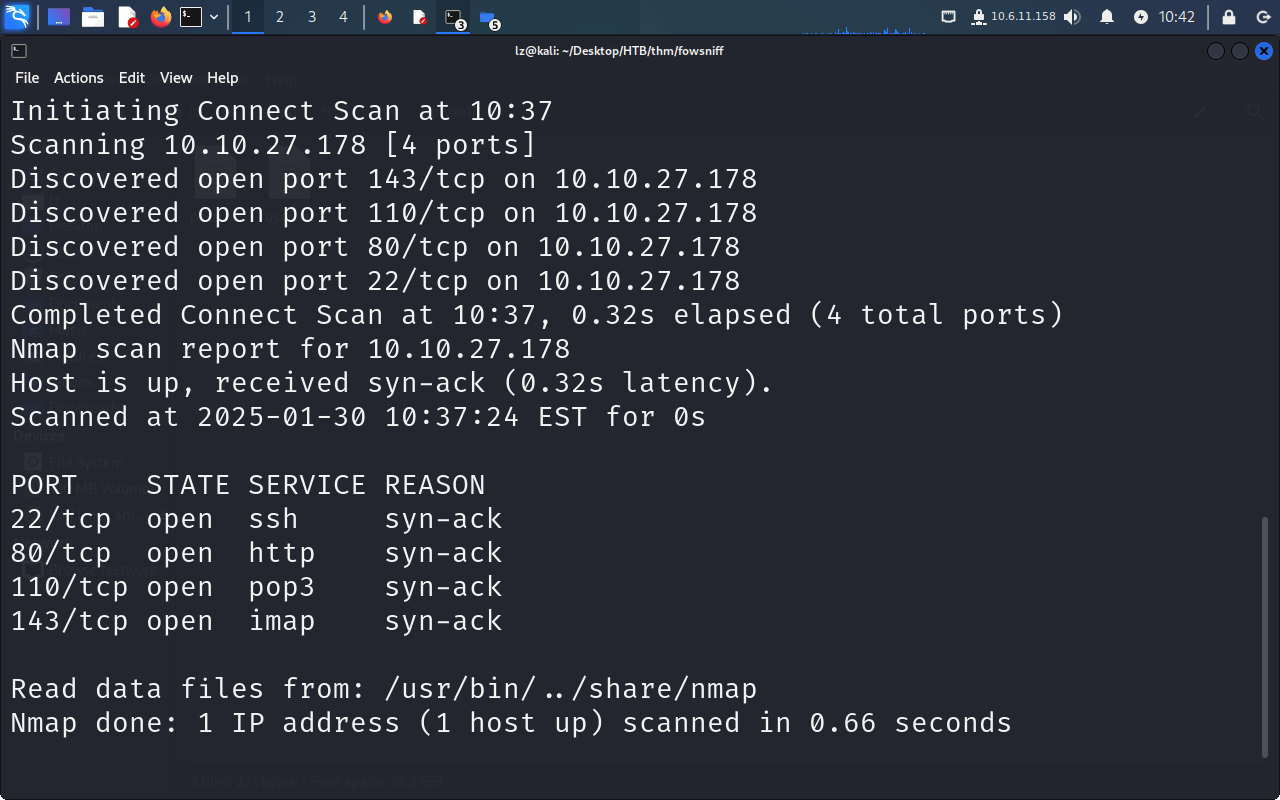 1 2 3 4 3 5 10.6.11.158 10:42
lz@kali: ~/Desktop/HTB/thm/fowsniff
File Actions Edit View Help
Initiating Connect Scan at 10:37
Scanning 10.10.27.178 [4 ports]
Discovered open port 143/tcp on 10.10.27.178
Discovered open port 110/tcp on 10.10.27.178
Desktop
Discovered open port 80/tcp on 10.10.27.178
Discovered open port 22/tcp on 10.10.27.178
Completed Connect Scan at 10:37, 0.32s elapsed (4 total ports)
Nmap scan report for 10.10.27.178
Host is up, received syn-ack (0.32s latency).
Scanned at 2025-01-30 10:37:24 EST for 0s
Devices
File System
PORT STATE SERVICE REASON
22/tcp open ssh syn-ack
80/tcp open http syn-ack
Browse Network
110/tcp open pop3 syn-ack
143/tcp open imap syn-ack
Read data files from: /usr/bin/../share/nmap
Nmap done: 1 IP address (1 host up) scanned in 0.66 seconds